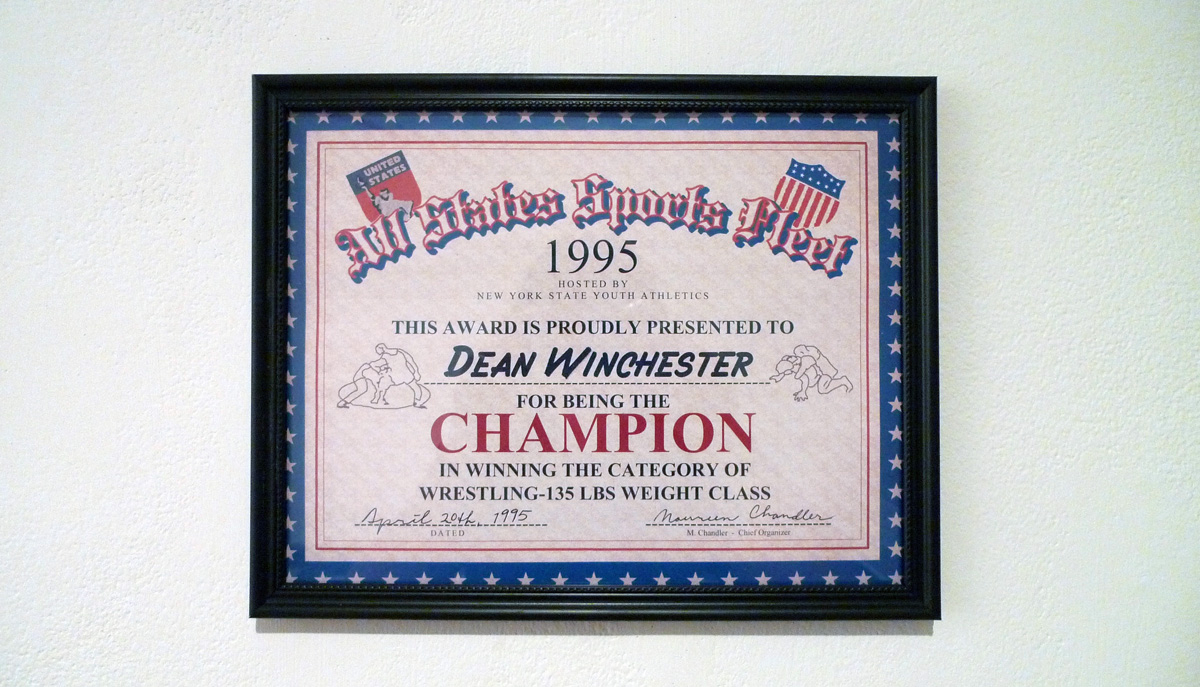 UNITED
STATES
All States Sports Fleet
1995
HOSTED BY
NEW YORK STATE YOUTH ATHLETICS
THIS AWARD IS PROUDLY PRESENTED TO
DEAN WINCHESTER
FOR BEING THE
CHAMPION
IN WINNING THE CATEGORY OF
WRESTLING-135 LBS WEIGHT CLASS
April 20th, 1995 Maureen Chandler
DATED M. Chandler - Chief Organizer